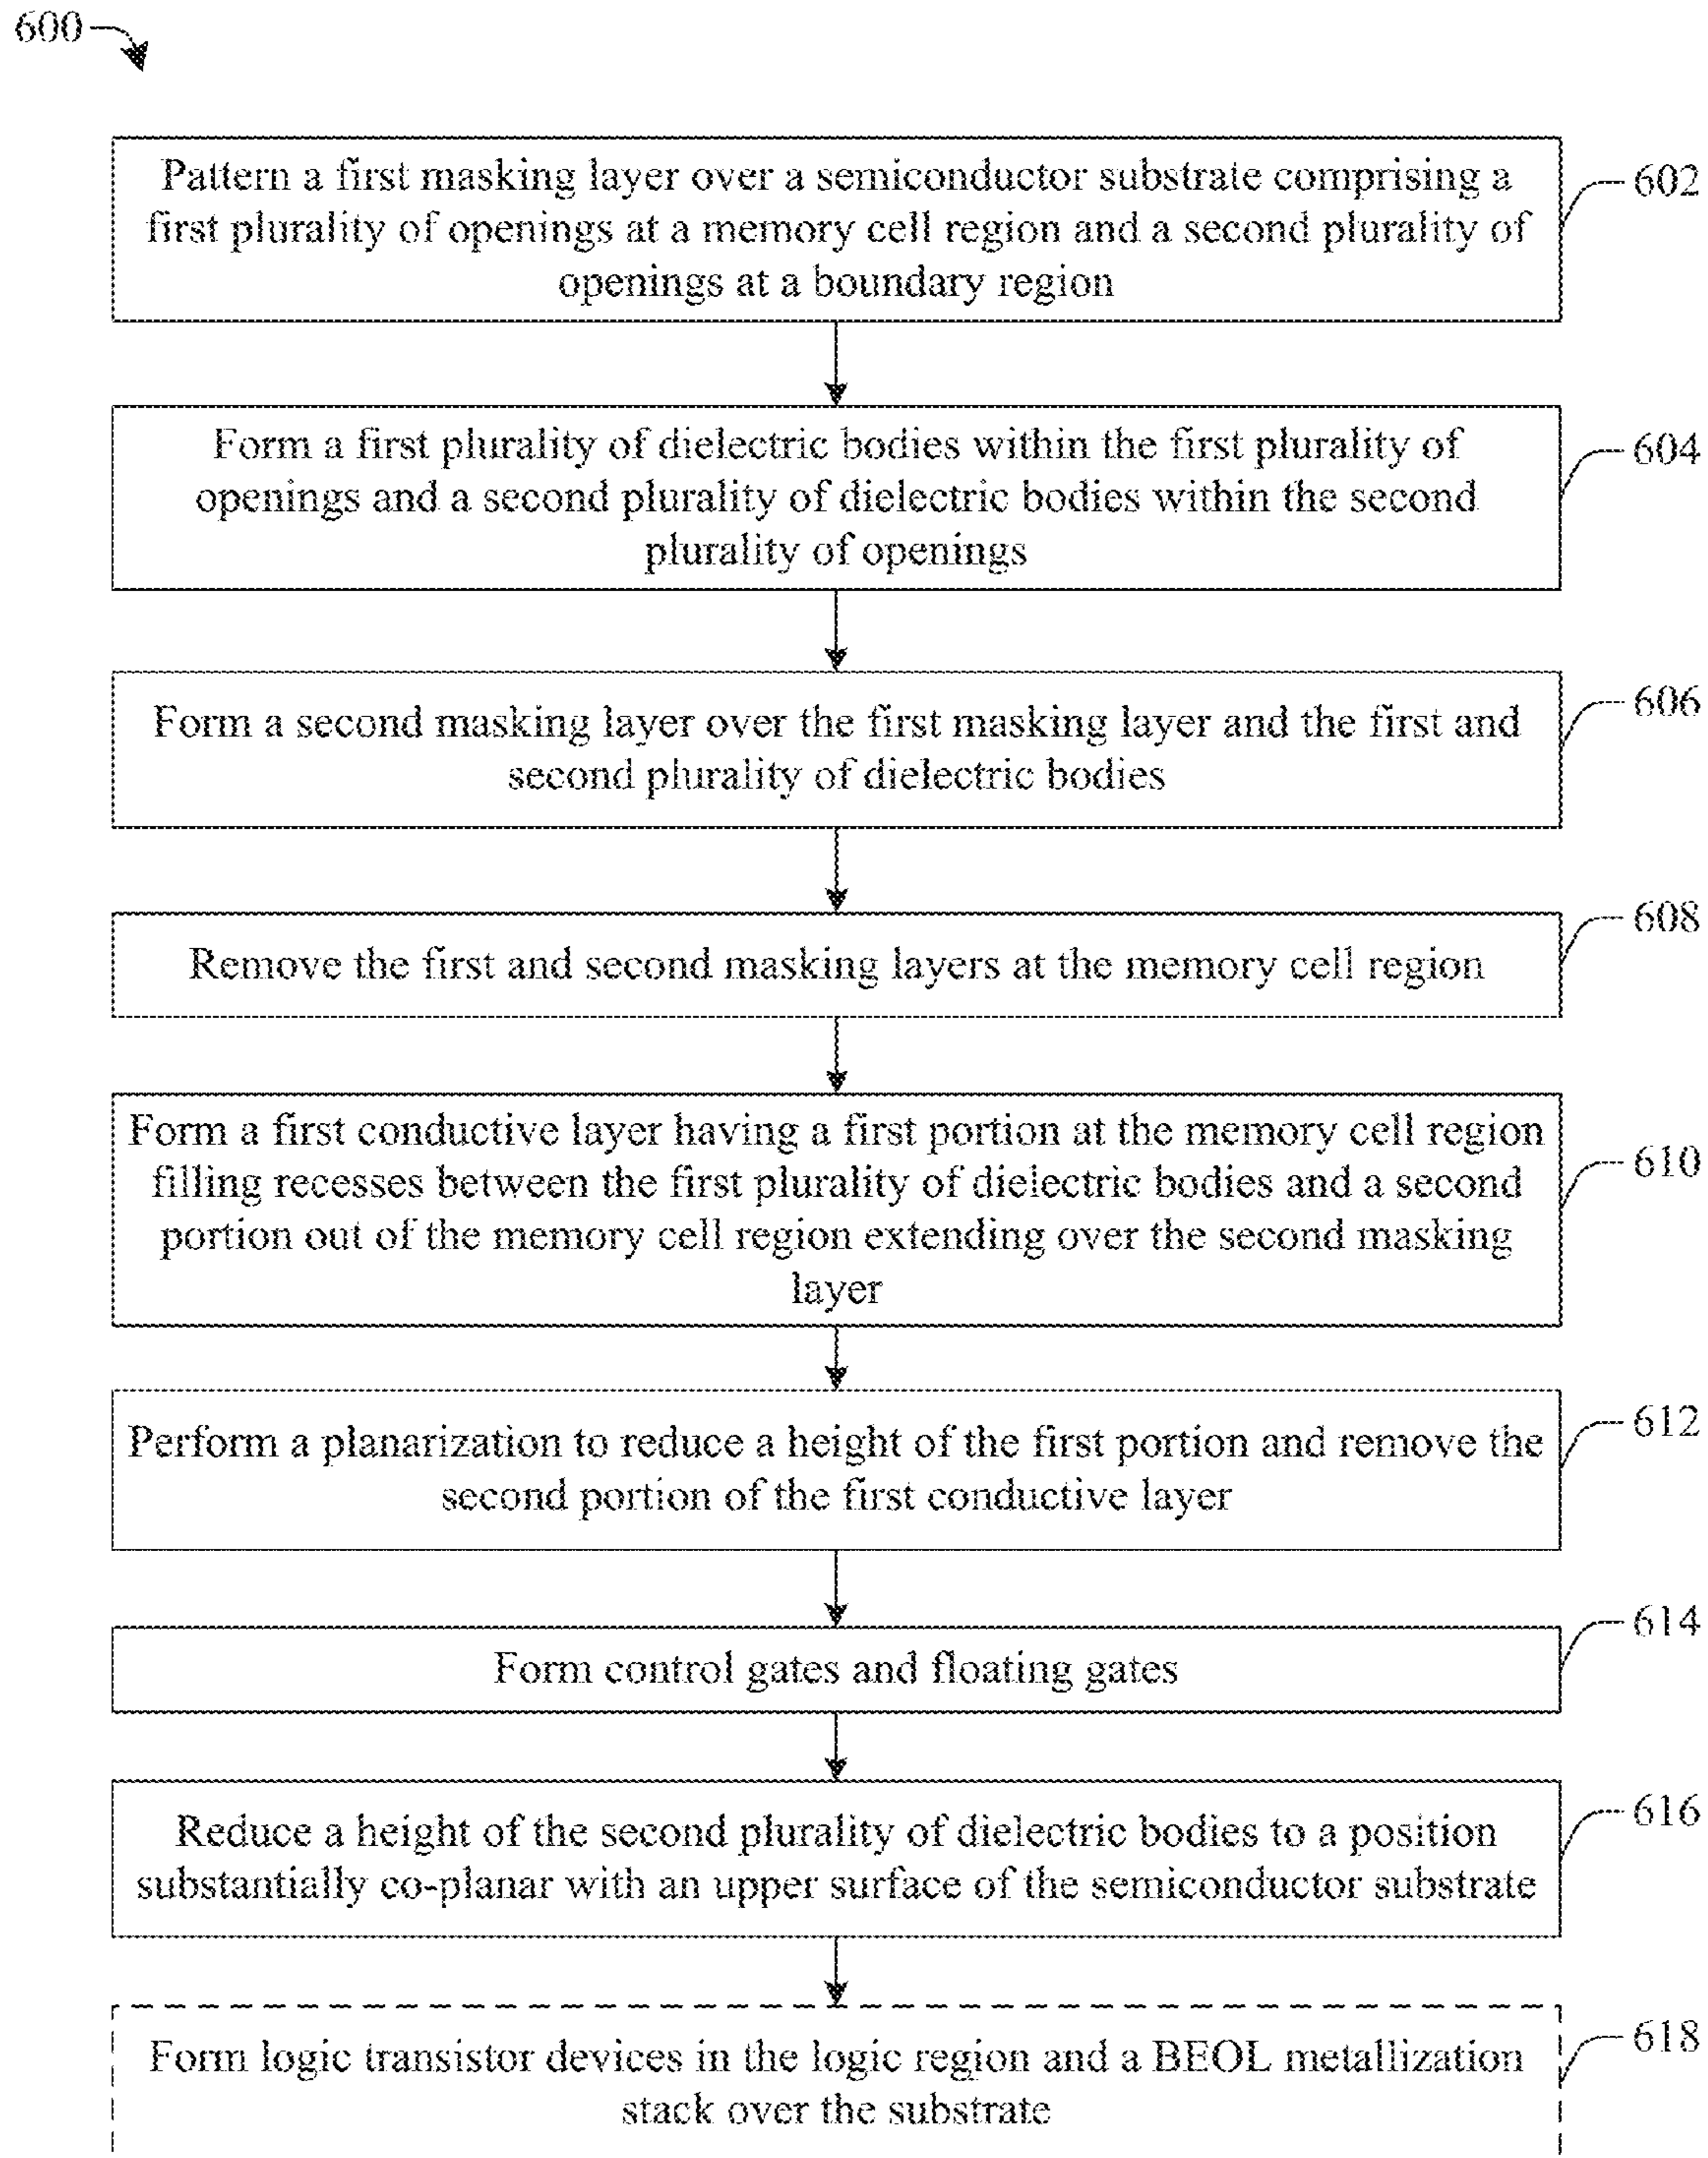 600
Pattern a first masking layer over a semiconductor substrate comprising a
first plurality of openings at a memory cell region and a second plurality of
openings at a boundary region
602
Form a first plurality of dielectric bodies within the first plurality of
openings and a second plurality of dielectric bodies within the second
plurality of openings
604
Form a second masking layer over the first masking layer and the first and
second plurality of dielectric bodies
606
Remove the first and second masking layers at the memory cell region
608
Form a first conductive layer having a first portion at the memory cell region
filling recesses between the first plurality of dielectric bodies and a second
portion out of the memory cell region extending over the second masking
layer
610
Perform a planarization to reduce a height of the first portion and remove the
second portion of the first conductive layer
612
Form control gates and floating gates
614
Reduce a height of the second plurality of dielectric bodies to a position
substantially co-planar with an upper surface of the semiconductor substrate
616
Form logic transistor devices in the logic region and a BEOL metallization
stack over the substrate
618